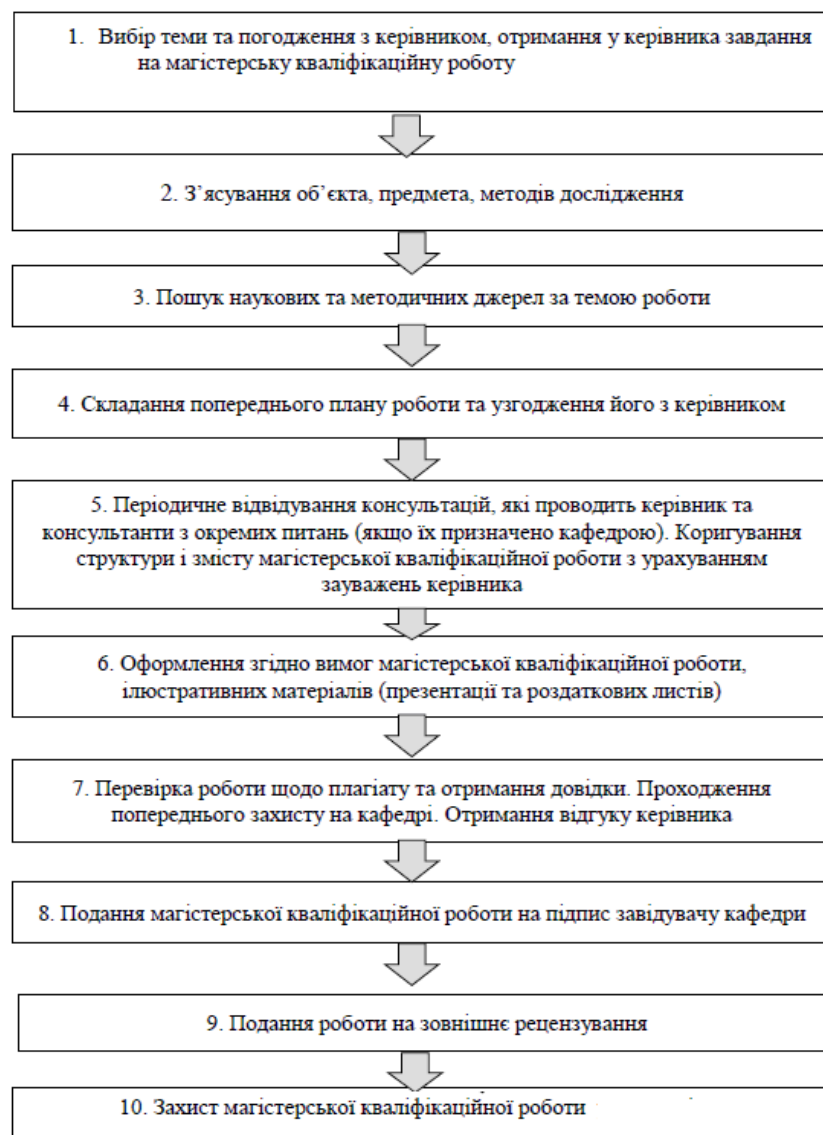 1. Вибір теми та погодження з керівником, отримання у керівника завдання
на магістерську кваліфікаційну роботу
2. З’ясування об’єкта, предмета, методів дослідження
3. Пошук наукових та методичних джерел за темою роботи
4. Складання попереднього плану роботи та узгодження його з керівником
5. Періодичне відвідування консультацій, які проводить керівник та
консультанти з окремих питань (якщо їх призначено кафедрою). Коригування
структури і змісту магістерської кваліфікаційної роботи з урахуванням
зауважень керівника
6. Оформлення згідно вимог магістерської кваліфікаційної роботи,
ілюстративних матеріалів (презентації та роздаткових листів)
7. Перевірка роботи щодо плагіату та отримання довідки. Проходження
попереднього захисту на кафедрі. Отримання відгуку керівника
8. Подання магістерської кваліфікаційної роботи на підпис завідувачу кафедри
9. Подання роботи на зовнішнє рецензування
10. Захист магістерської кваліфікаційної роботи